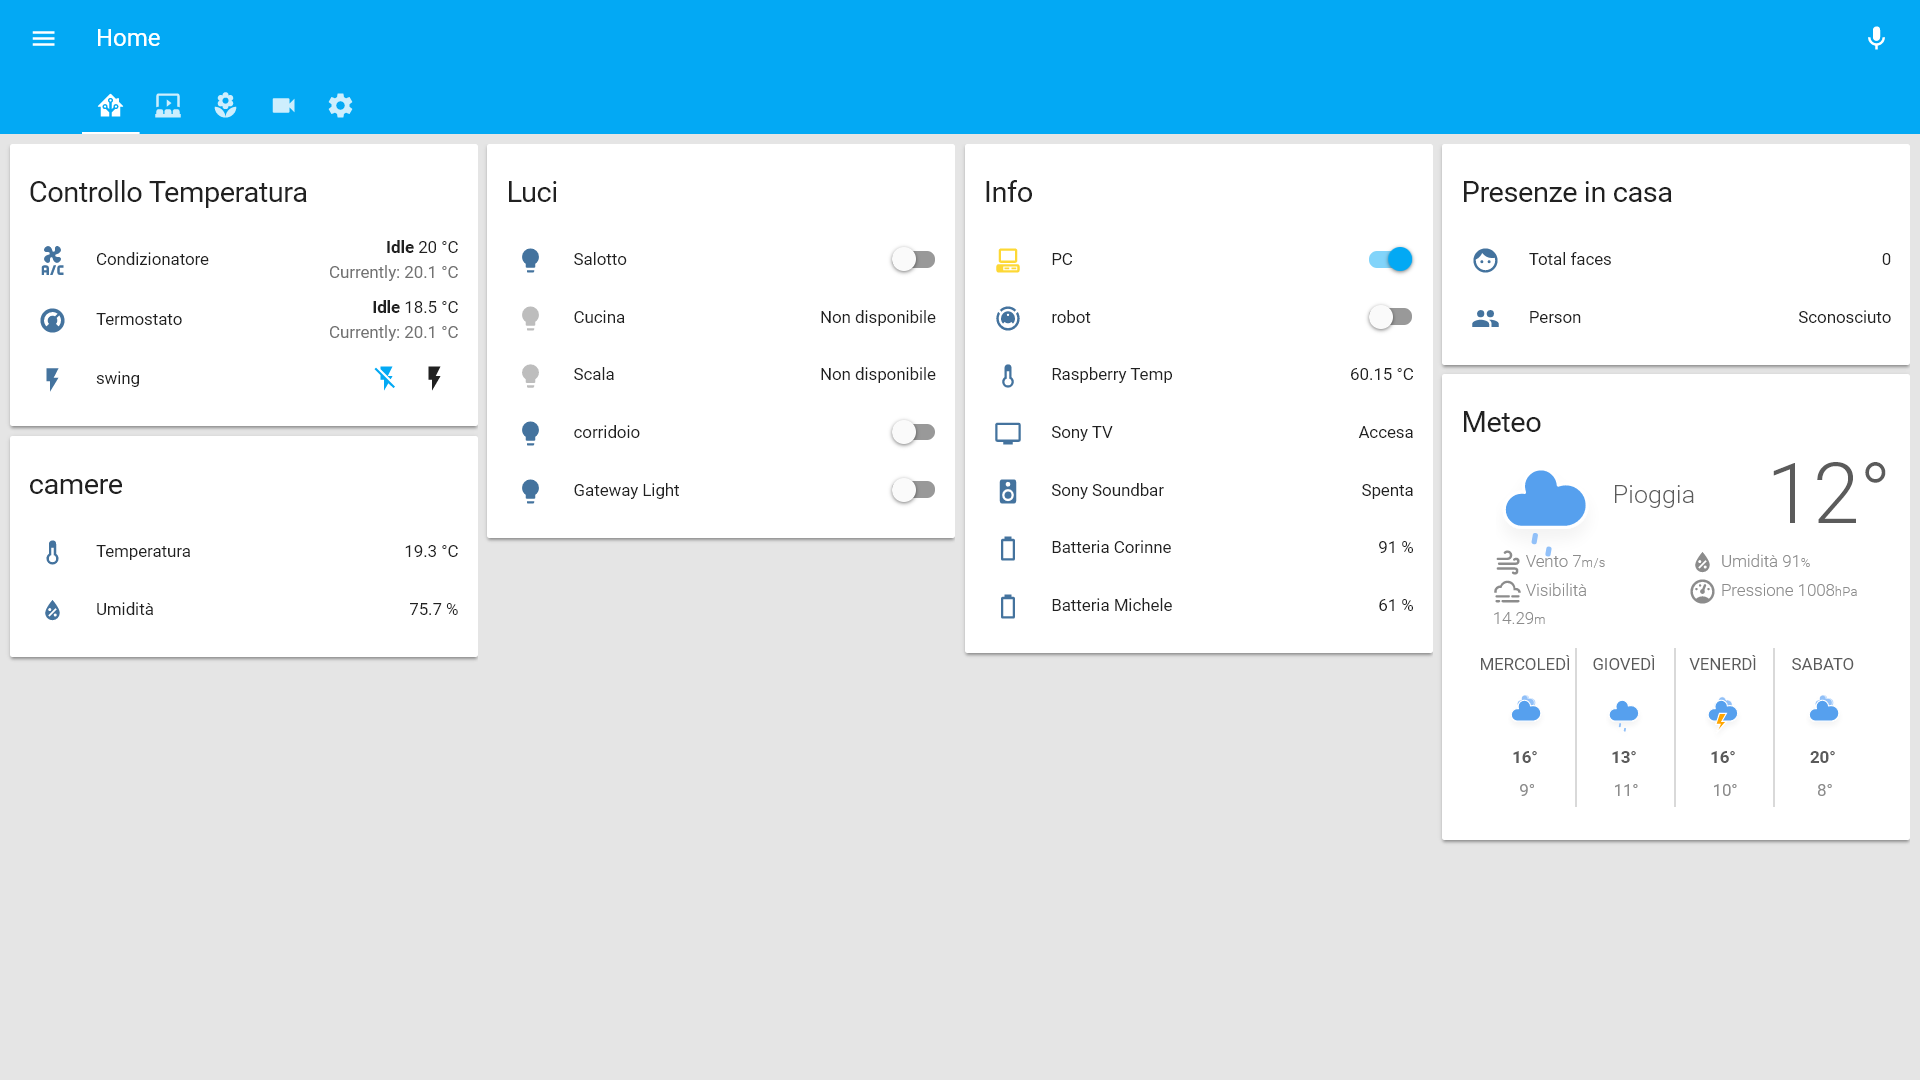 Home
Controllo Temperatura
A/C
Condizionatore
Idle 20 °C
Currently: 20.1 °C
Termostato
Idle 18.5 °C
Currently: 20.1 °C
swing
camere
Temperatura 19.3 °C
Umidità 75.7 %
Luci
Salotto
Cucina Non disponibile
Scala Non disponibile
corridoio
Gateway Light
Info
PC
robot
Raspberry Temp 60.15 °C
Sony TV Accesa
Sony Soundbar Spenta
Batteria Corinne 91 %
Batteria Michele 61 %
Presenze in casa
Total faces 0
Person Sconosciuto
Meteo
Pioggia 12°
Vento 7m/s Umidità 91%
Visibilità Pressione 1008hPa
14.29m
MERCOLEDÌ GIOVEDÌ VENERDÌ SABATO
16° 13° 16° 20°
9° 11° 10° 8°